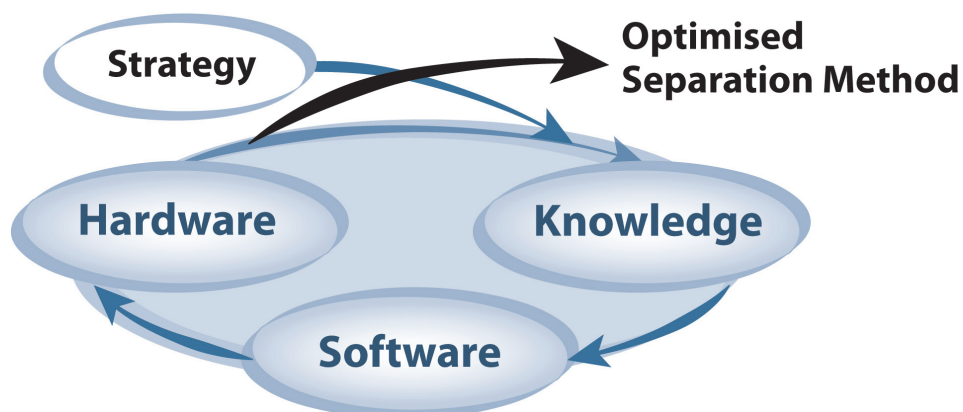 Strategy
Optimised
Separation Method
Hardware
Knowledge
Software